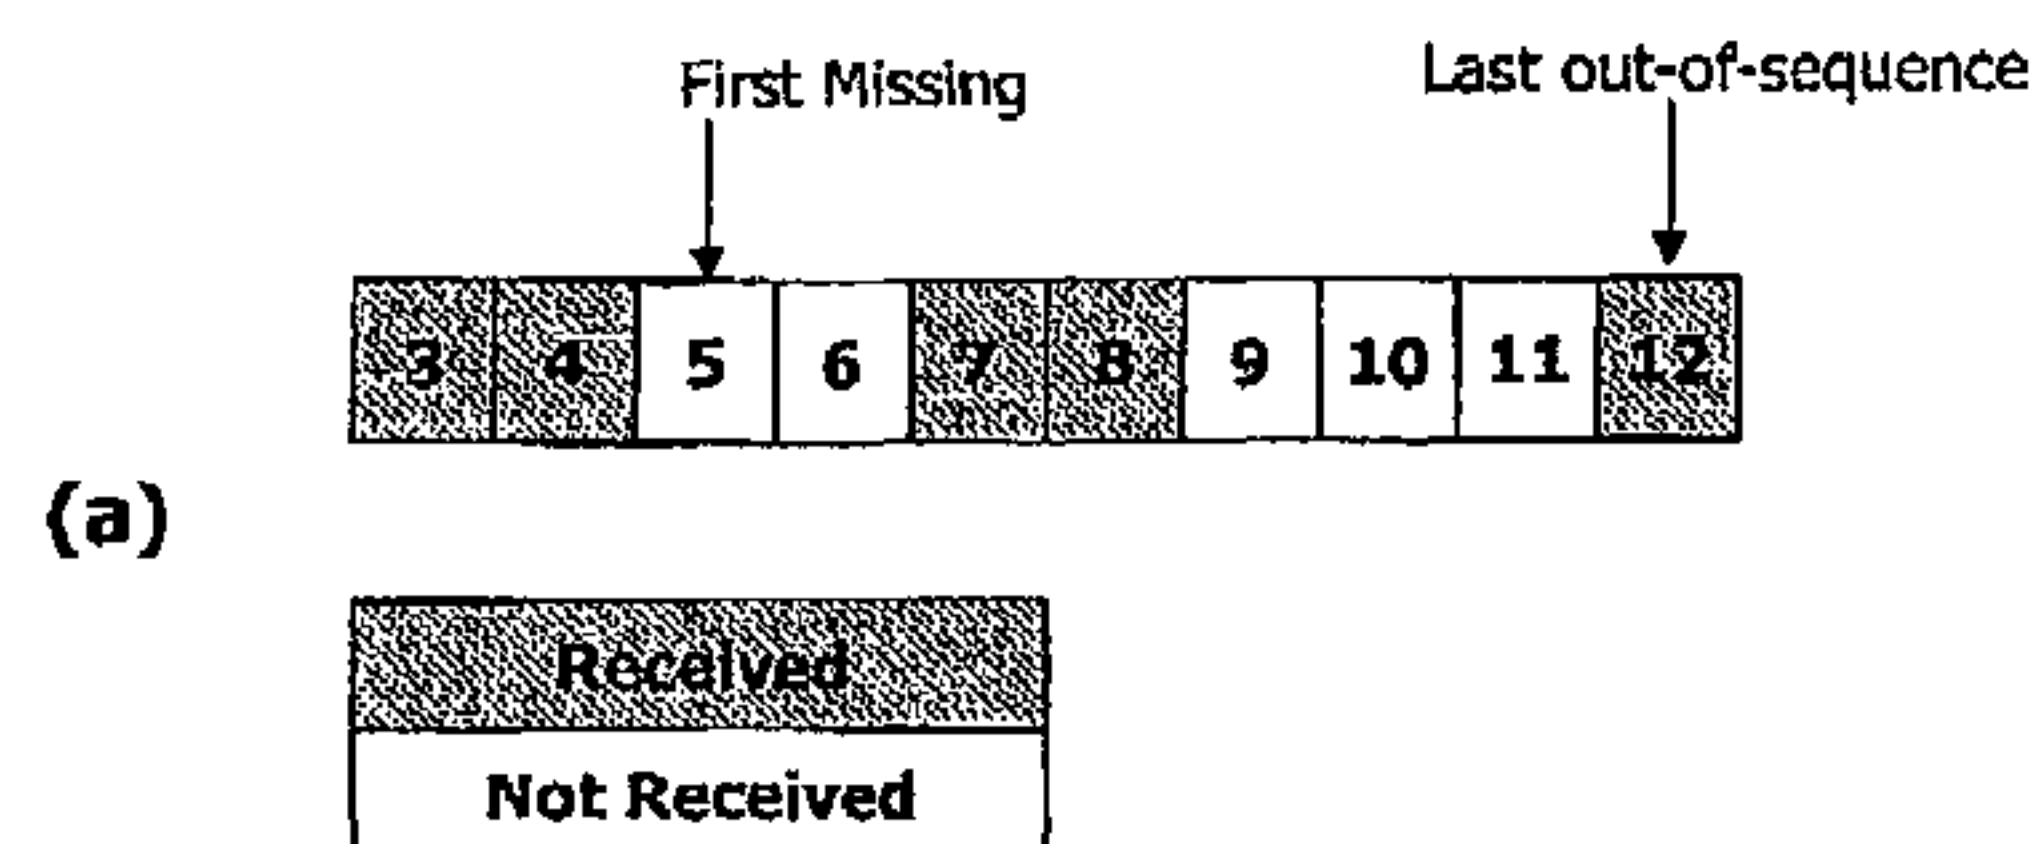 First Missing
Last out-of-sequence
3 4 5 6 7 8 9 10 11 12
(a)
Received
Not Received